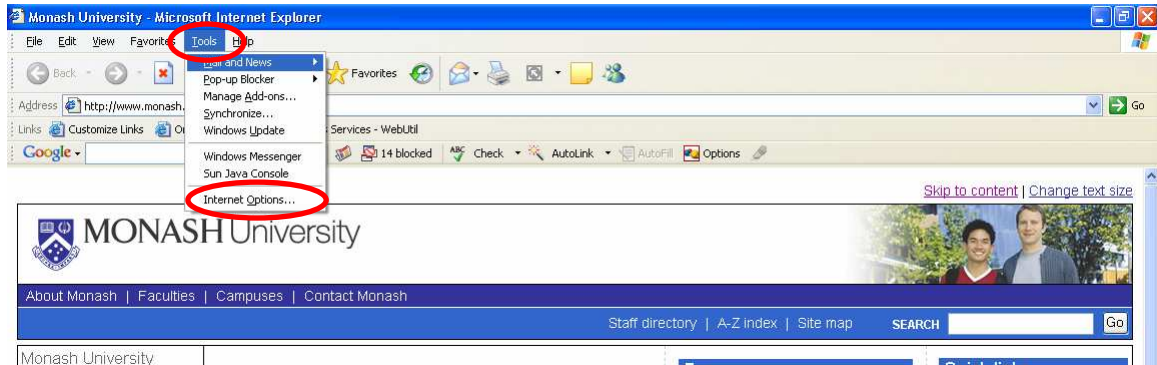 Monash University - Microsoft Internet Explorer
File Edit View Favorites Tools Help
Back Favorites
Mail and News
Pop-up Blocker
Manage Add-ons...
Synchronize...
Windows Update
Windows Messenger
Sun Java Console
Internet Options...
Address http://www.monash. Go
Links Customize Links Services - WebUtil
Google 14 blocked Check AutoLink AutoFill Options
Skip to content | Change text size
MONASH University
About Monash | Faculties | Campuses | Contact Monash
Staff directory | A-Z index | Site map SEARCH Go
Monash University